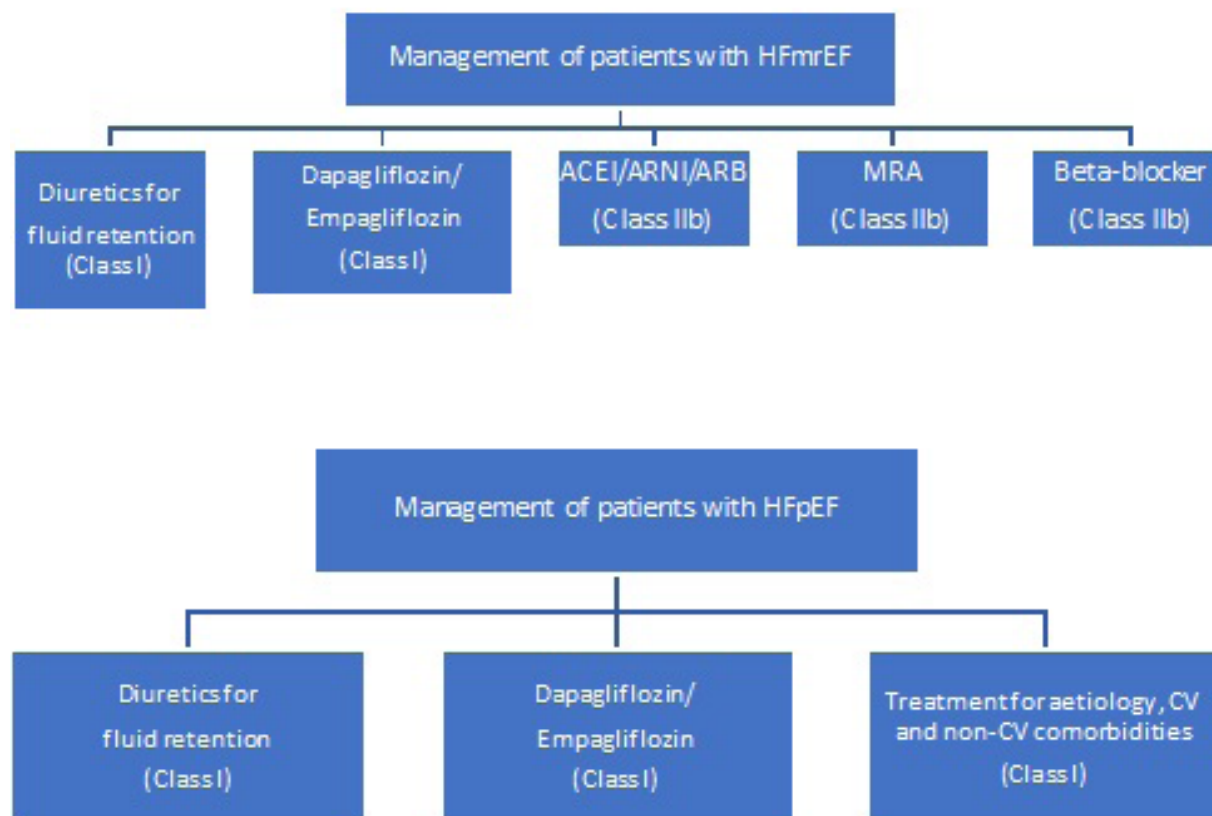 Management of patients with HFmrEF
Diuretics for
fluid retention
(Class I)
Dapagliflozin/
Empagliflozin
(Class I)
ACEI/ARNI/ARB
(Class IIb)
MRA
(Class IIb)
Beta-blocker
(Class IIb)
Management of patients with HFpEF
Diuretics for
fluid retention
(Class I)
Dapagliflozin/
Empagliflozin
(Class I)
Treatment for aetiology, CV
and non-CV comorbidities
(Class I)